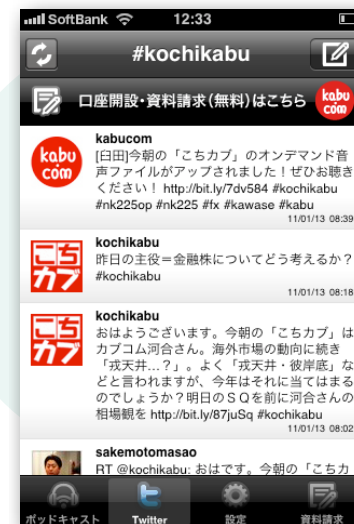 SoftBank 12:33
#kochikabu
口座開設・資料請求(無料)はこちら
kabu
com
kabu
com
kabucom
[臼田]今朝の「こちカブ」のオンデマンド音
声ファイルがアップされました！ぜひお聴き
ください！ http://bit.ly/7dv584 #kochikabu
#nk225op #nk225 #fx #kawase #kabu
11/01/13 08:39
こち
カブ
kochikabu
昨日の主役＝金融株についてどう考えるか？
#kochikabu
11/01/13 08:18
こち
カブ
kochikabu
おはようございます。今朝の「こちカブ」は
カブコム河合さん。海外市場の動向に続き
「戎天井…？」。よく「戎天井・彼岸底」な
どと言われますが、今年はそれに当てはまる
のでしょうか？明日のＳＱを前に河合さんの
相場観を http://bit.ly/87juSq #kochikabu
11/01/13 08:02
sakemotomasao
RT @kochikabu: おはです。今朝の「こちカ
ポッドキャスト Twitter 設定 資料請求